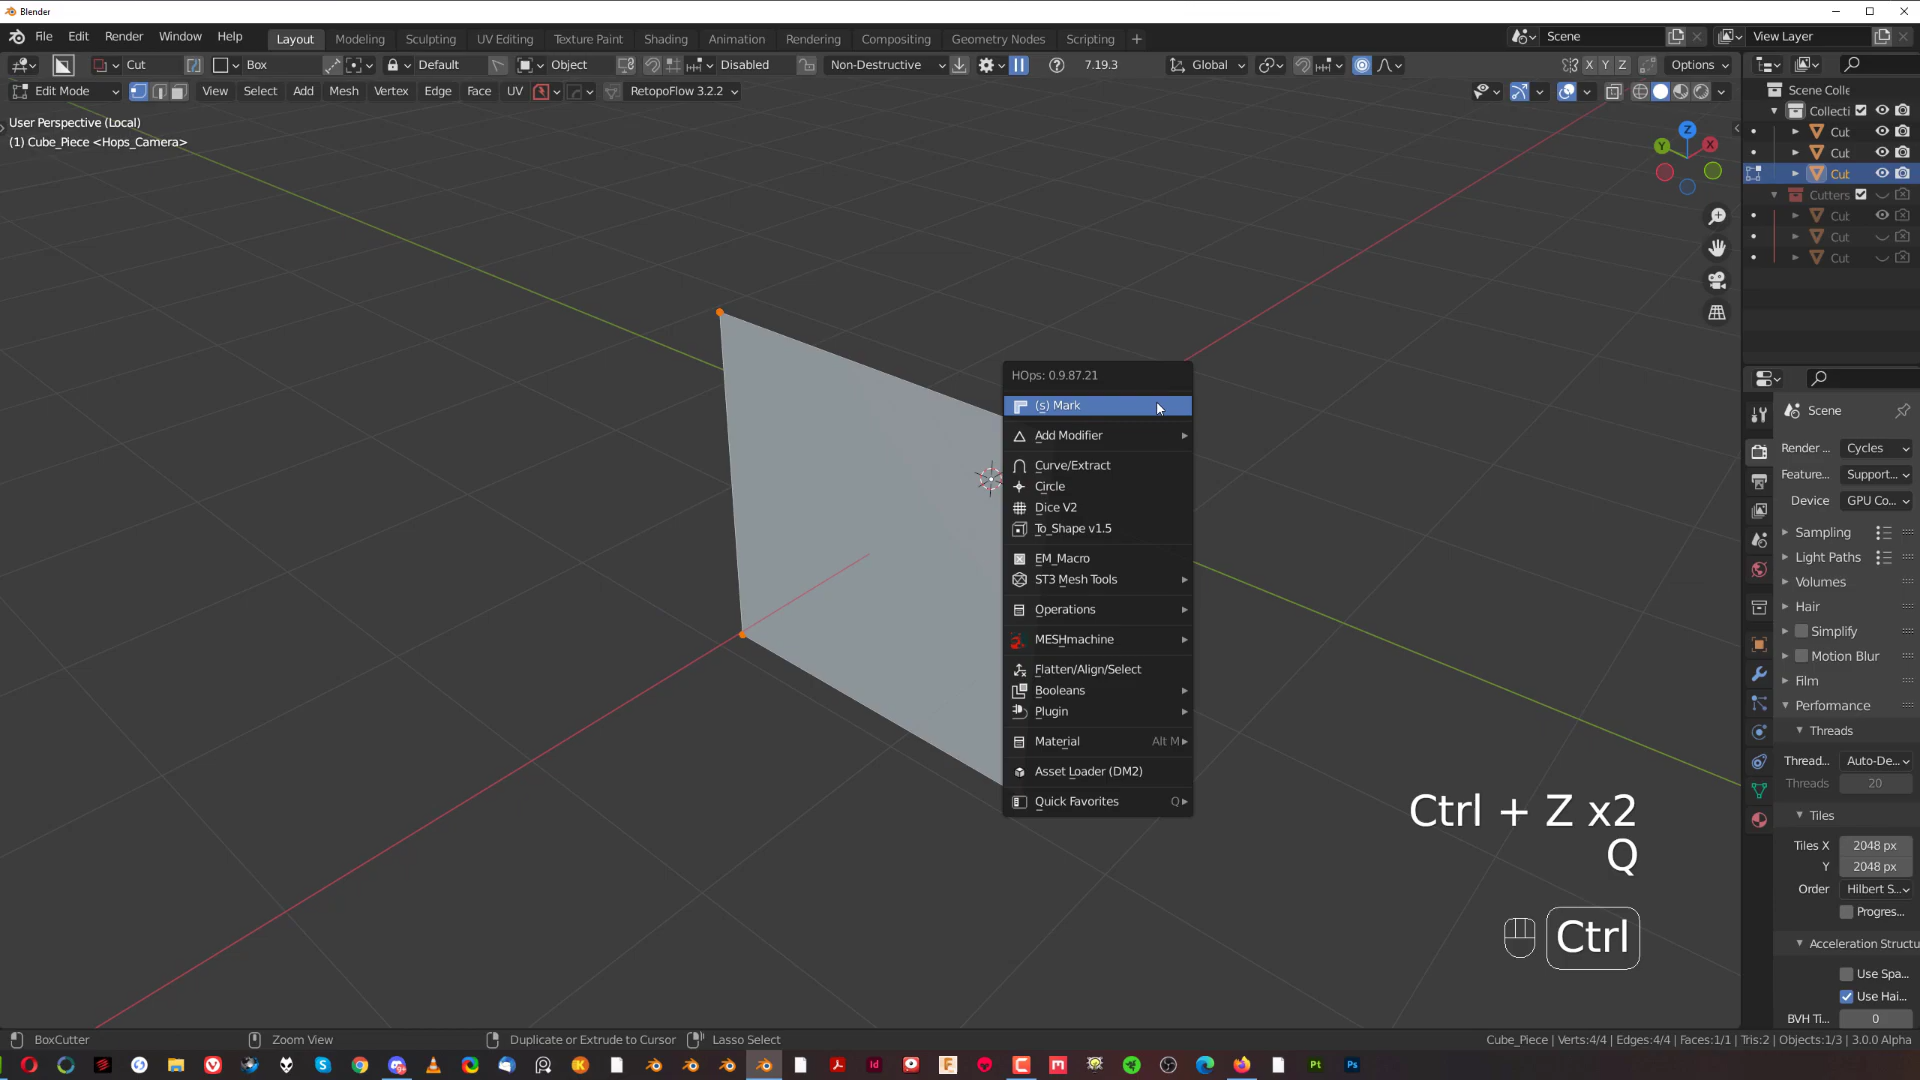 Blender
File Edit Render Window Help Layout Modeling Sculpting UV Editing Texture Paint Shading Animation Rendering Compositing Geometry Nodes Scripting + Scene View Layer
Cut Box Default Object Disabled Non-Destructive 7.19.3 Global X Y Z Options
Edit Mode View Select Add Mesh Vertex Edge Face UV RetopoFlow 3.2.2
User Perspective (Local)
(1) Cube_Piece <Hops_Camera>
Z
Y
X
Scene Colle
Collecti
Cut
Cut
Cut
Cutters
Cut
Cut
Cut
HOps: 0.9.87.21
(s) Mark
Add Modifier
Curve/Extract
Circle
Dice V2
To_Shape v1.5
EM_Macro
ST3 Mesh Tools
Operations
MESHmachine
Flatten/Align/Select
Booleans
Plugin
Material Alt M
Asset Loader (DM2)
Quick Favorites Q
Scene
Render ... Cycles
Feature... Support...
Device GPU Co...
Sampling
Light Paths
Volumes
Hair
Simplify
Motion Blur
Film
Performance
Threads
Thread... Auto-De...
Threads 20
Tiles
Tiles X 2048 px
Y 2048 px
Order Hilbert S...
Progres...
Acceleration Structu
Use Spa...
Use Hai...
BVH Ti... 0
Ctrl + Z x2
Q
Ctrl
BoxCutter Zoom View Duplicate or Extrude to Cursor Lasso Select Cube_Piece | Verts:4/4 | Edges:4/4 | Faces:1/1 | Tris:2 | Objects:1/3 | 3.0.0 Alpha
Id
F
m
Pt
Ps